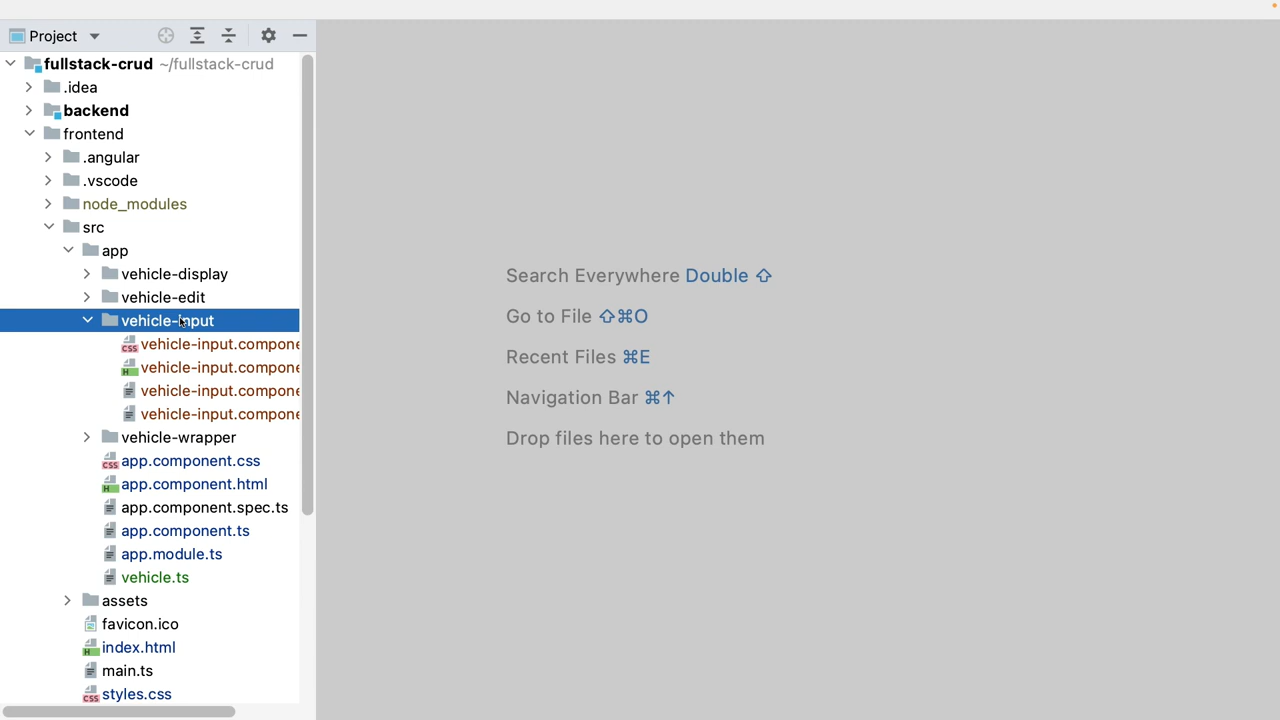 Project
fullstack-crud ~/fullstack-crud
.idea
backend
frontend
.angular
.vscode
node_modules
src
app
vehicle-display
vehicle-edit
vehicle-input
CSS vehicle-input.compone
H vehicle-input.compone
vehicle-input.compone
vehicle-input.compone
vehicle-wrapper
CSS app.component.css
H app.component.html
app.component.spec.ts
app.component.ts
app.module.ts
vehicle.ts
assets
favicon.ico
H index.html
main.ts
CSS styles.css
Search Everywhere Double ⇧
Go to File ⇧⌘O
Recent Files ⌘E
Navigation Bar ⌘↑
Drop files here to open them